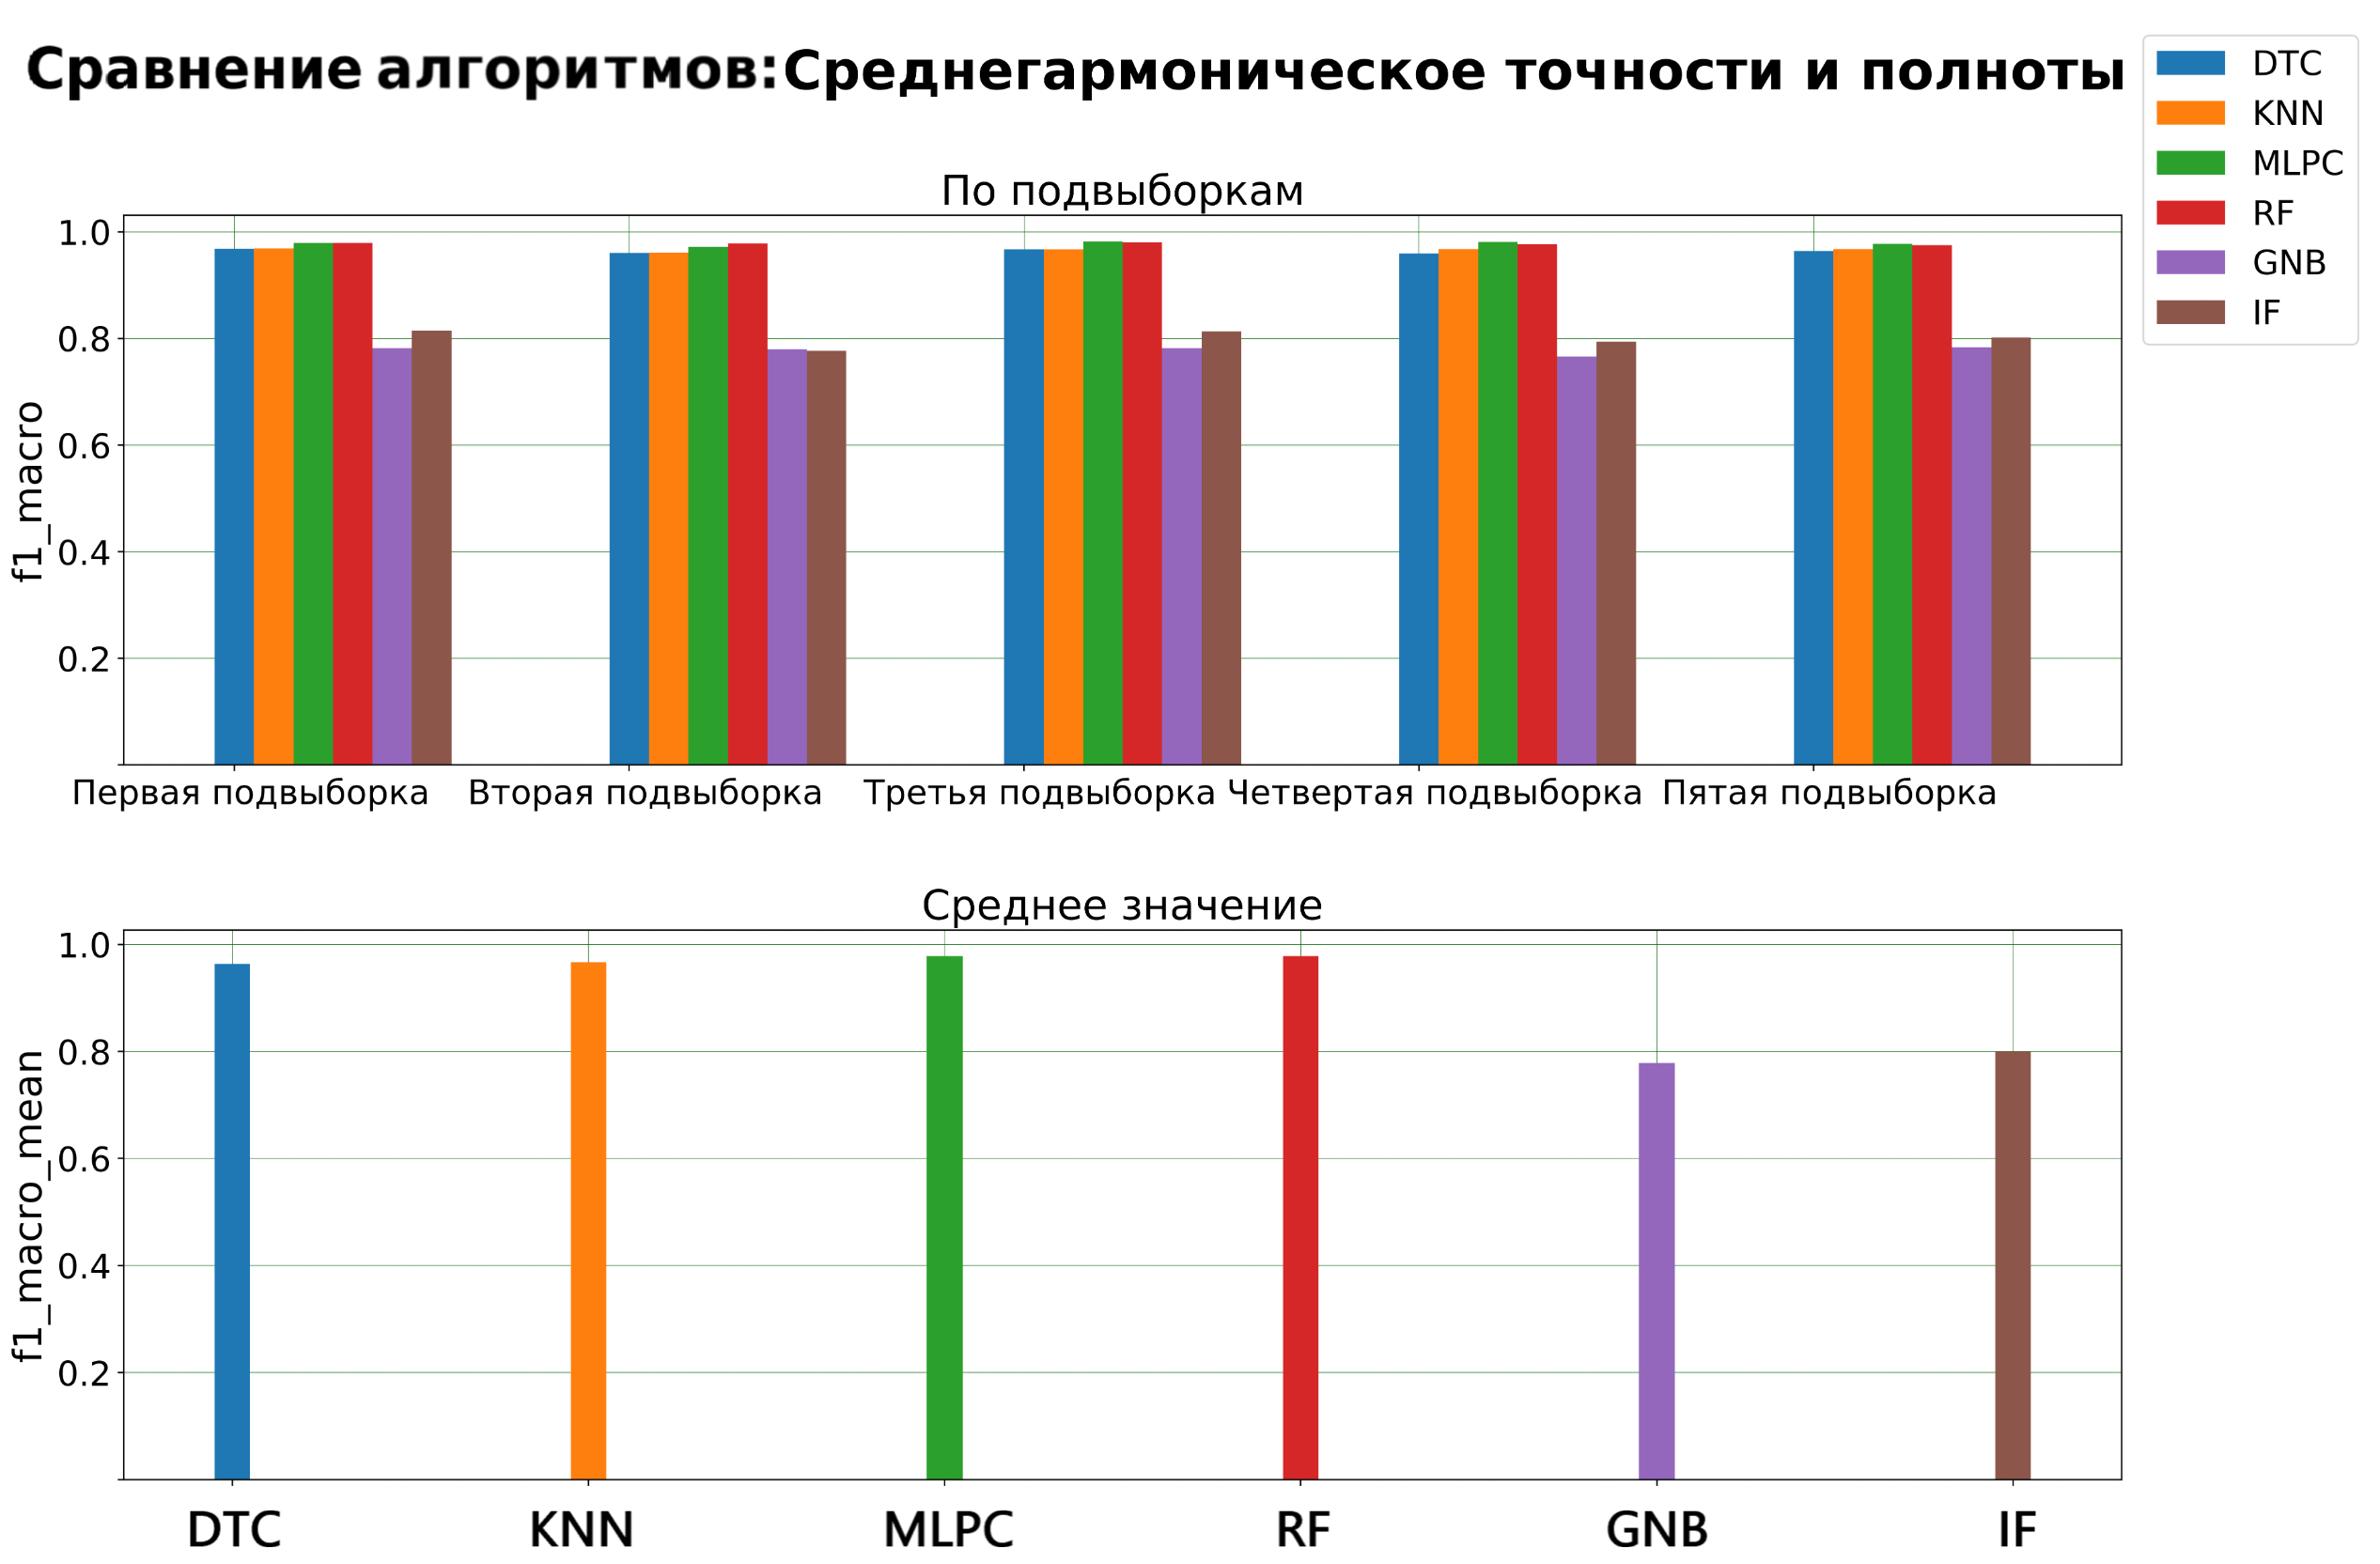 Сравнение алгоритмов:Среднегармоническое точности и полноты
DTC
KNN
MLPC
RF
GNB
IF
По подвыборкам
f1_macro
1.0
0.8
0.6
0.4
0.2
Первая подвыборка Вторая подвыборка Третья подвыборка Четвертая подвыборка Пятая подвыборка
Среднее значение
f1_macro_mean
1.0
0.8
0.6
0.4
0.2
DTC KNN MLPC RF GNB IF